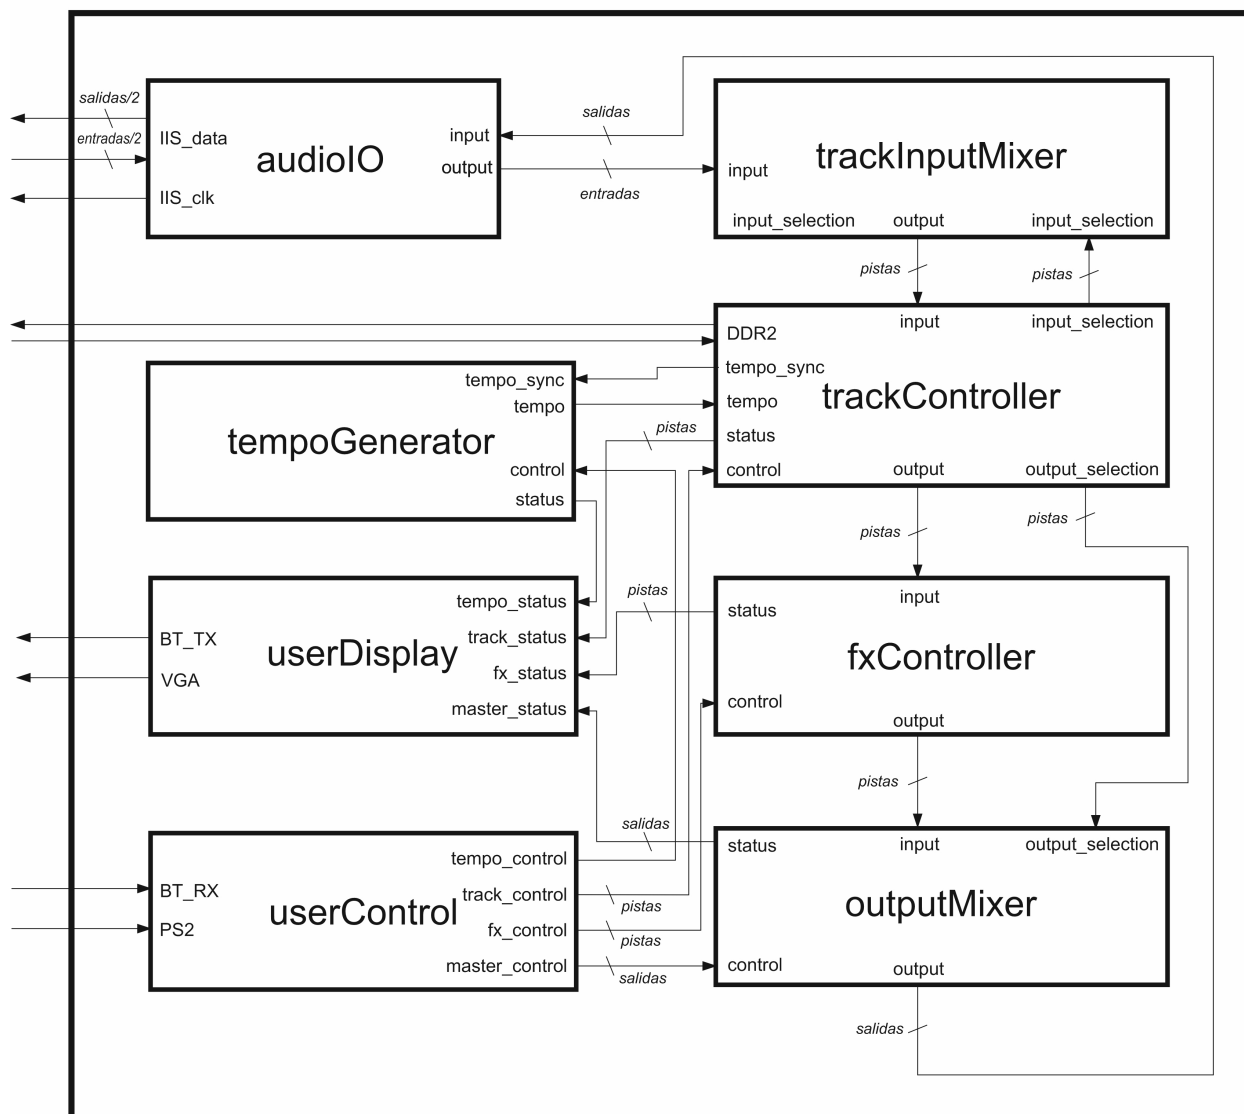 salidas/2
IIS_data
entradas/2
IIS_clk
audioIO
input
output
salidas
entradas
trackInputMixer
input
input_selection
output
input_selection
pistas
pistas
DDR2
input
input_selection
tempo_sync
trackController
tempo
status
control
output
output_selection
tempo_sync
tempo
tempoGenerator
control
status
pistas
pistas
pistas
userDisplay
tempo_status
track_status
fx_status
master_status
BT_TX
VGA
pistas
input
status
fxController
control
output
pistas
salidas
userControl
tempo_control
track_control
fx_control
master_control
BT_RX
PS2
pistas
pistas
salidas
status
input
output_selection
outputMixer
control
output
salidas